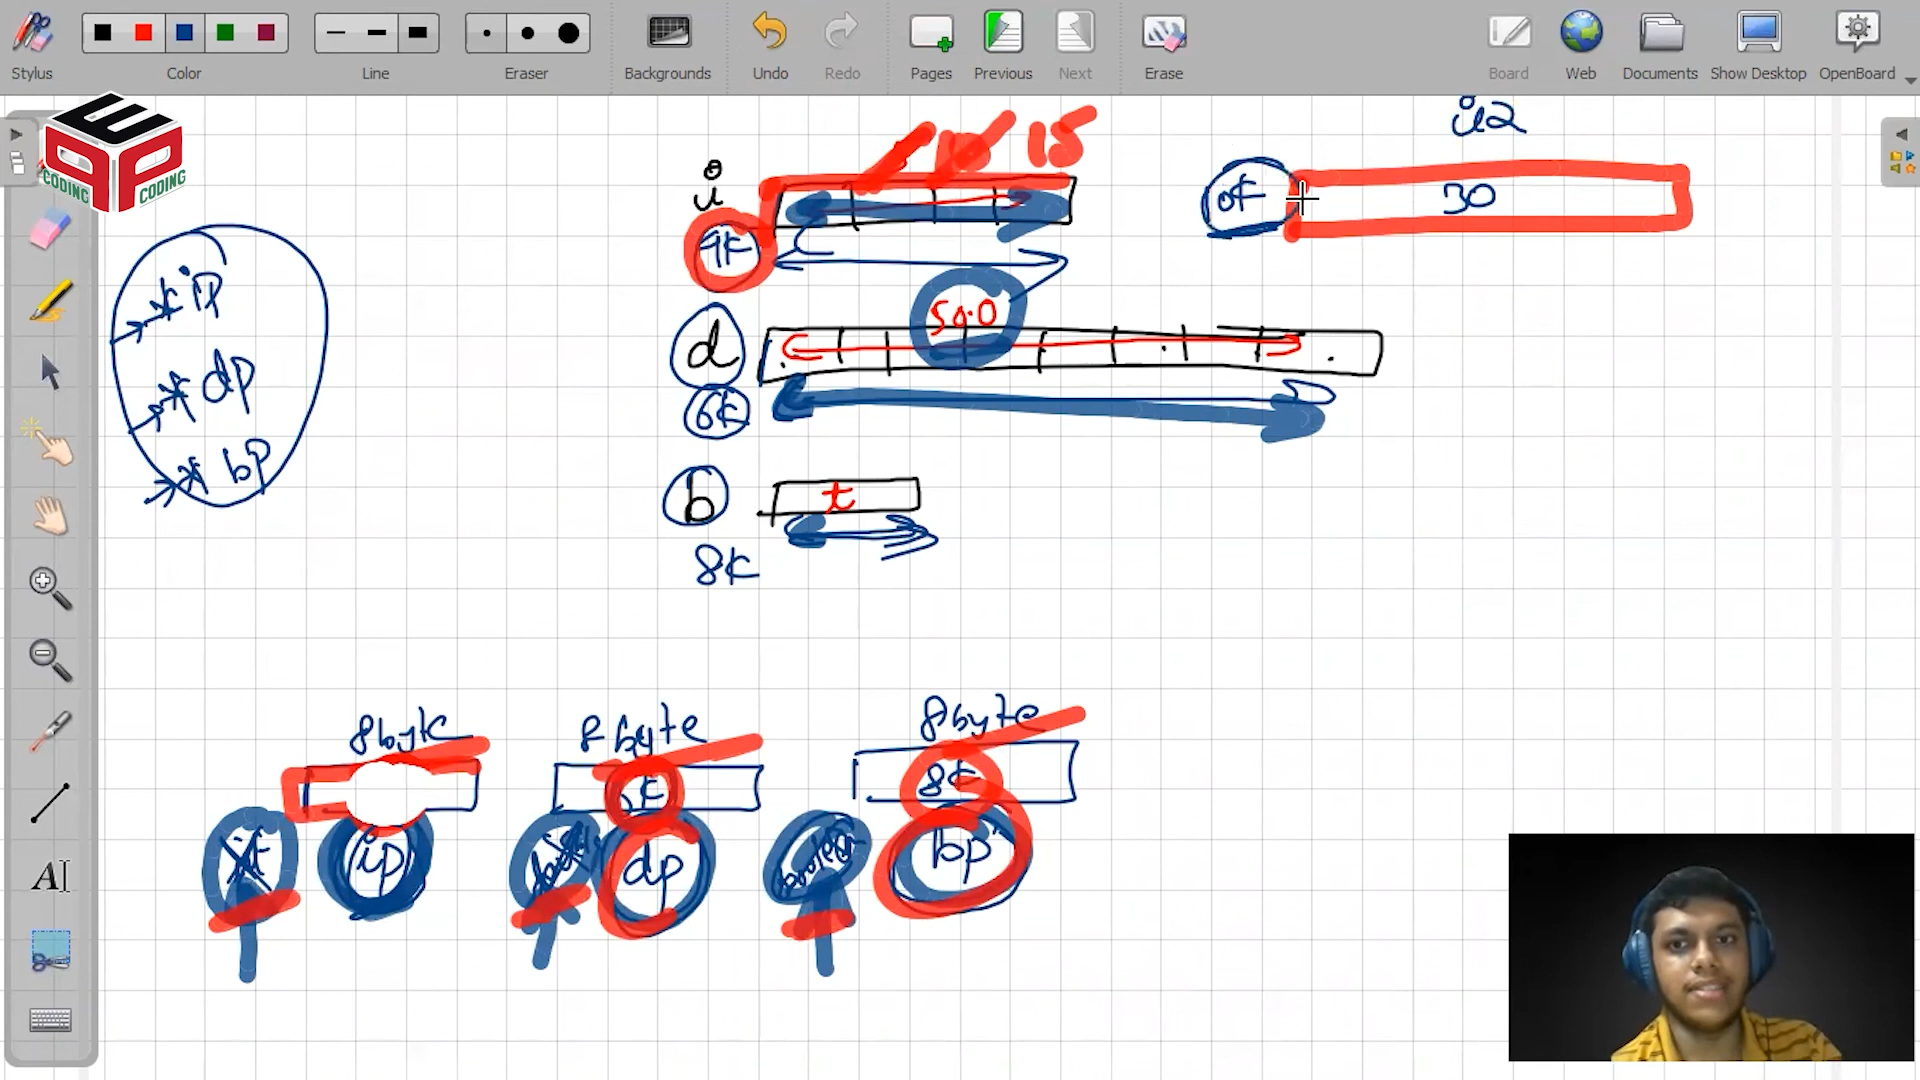 Stylus
Color
Line
Eraser
Backgrounds
Undo
Redo
Pages
Previous
Next
Erase
Board
Web
Documents
Show Desktop
OpenBoard
PEP
CODING CODING
10 15
i
i2
4K
0K
30
*ip
*dp
*bp
50.0
d
6K
b
t
8K
8byte
8byte
8byte
K
8K
ip
dp
bp
A